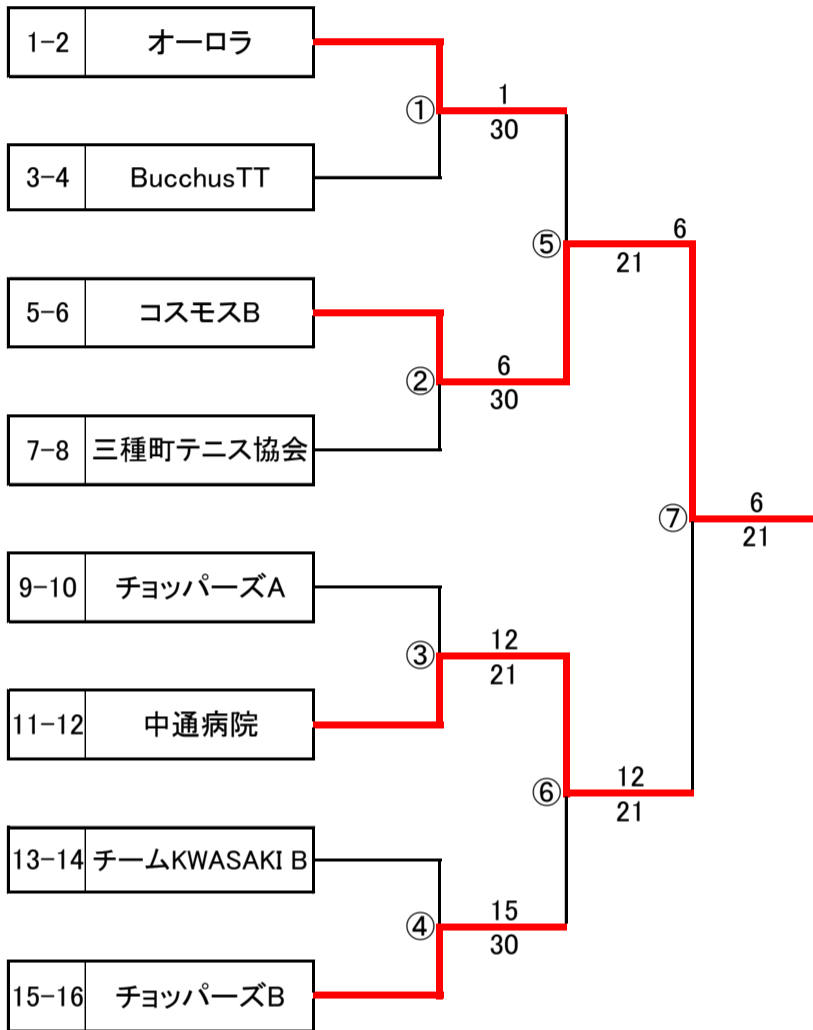 1-2 オーロラ
① 1
30
3-4 BucchusTT
⑤ 6
21
5-6 コスモスB
② 6
30
7-8 三種町テニス協会
⑦ 6
21
9-10 チョッパーズA
③ 12
21
11-12 中通病院
⑥ 12
21
13-14 チームKWASAKI B
④ 15
30
15-16 チョッパーズB